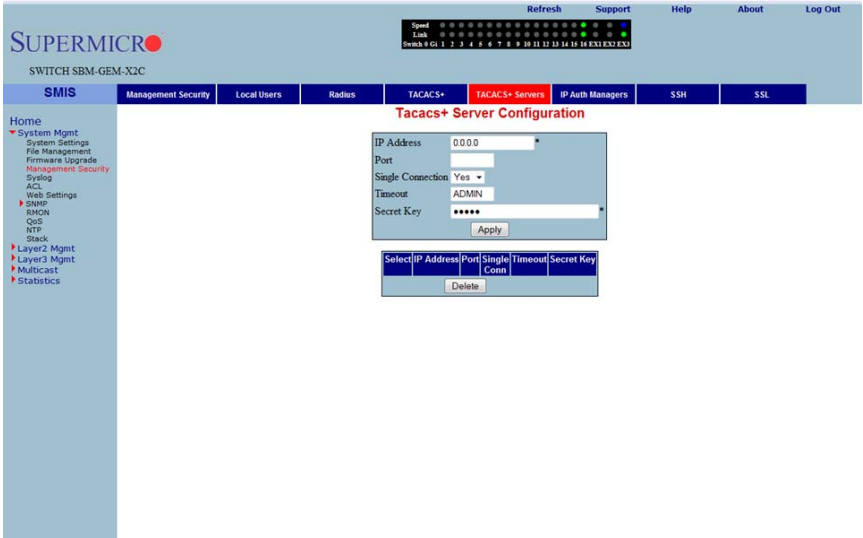 Refresh Support Help About Log Out
SUPERMICRO
Speed
Link
Switch 0 Gi 1 2 3 4 5 6 7 8 9 10 11 12 13 14 15 16 EX1 EX2 EX3
SWITCH SBM-GEM-X2C
SMIS
Management Security Local Users Radius TACACS+ TACACS+ Servers IP Auth Managers SSH SSL
Home
System Mgmt
System Settings
File Management
Firmware Upgrade
Management Security
Syslog
ACL
Web Settings
SNMP
RMON
QoS
NTP
Stack
Layer2 Mgmt
Layer3 Mgmt
Multicast
Statistics
Tacacs+ Server Configuration
IP Address 0.0.0.0 *
Port
Single Connection Yes
Timeout ADMIN
Secret Key ••••• *
Apply
Select IP Address Port Single Conn Timeout Secret Key
Delete